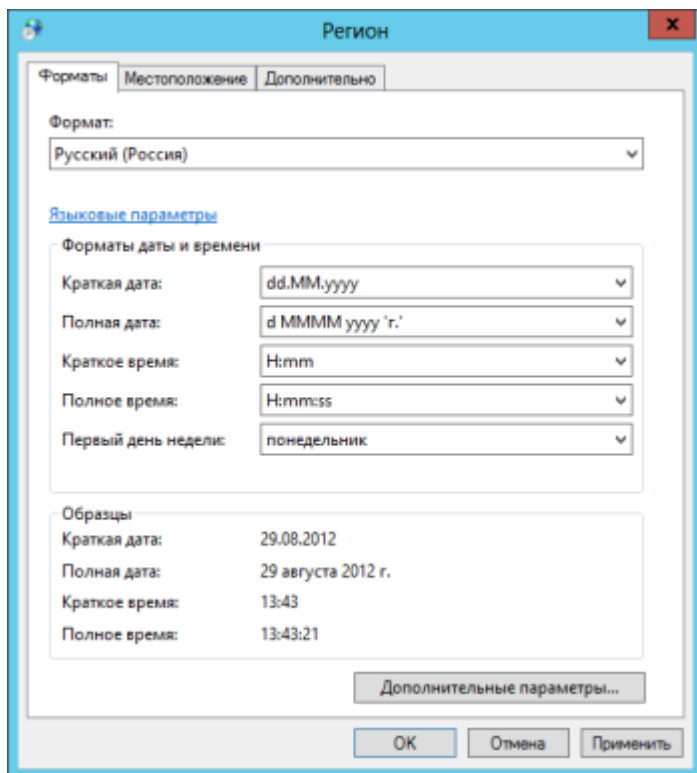 Регион
x
Форматы Местоположение Дополнительно
Формат:
Русский (Россия)
Языковые параметры
Форматы даты и времени
Краткая дата: dd.MM.yyyy
Полная дата: d MMMM yyyy 'г.'
Краткое время: H:mm
Полное время: H:mm:ss
Первый день недели: понедельник
Образцы
Краткая дата: 29.08.2012
Полная дата: 29 августа 2012 г.
Краткое время: 13:43
Полное время: 13:43:21
Дополнительные параметры...
OK Отмена Применить